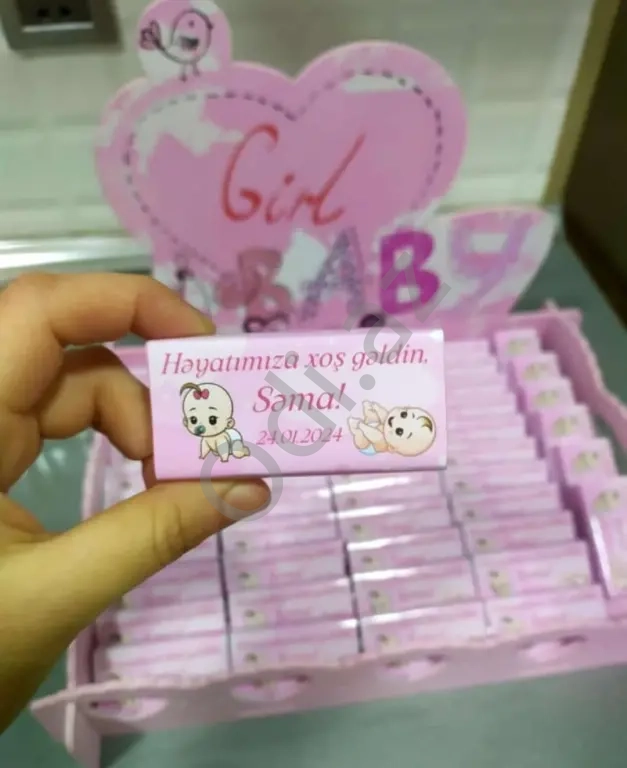 Girl
BABY
Həyatımıza xoş gəldin,
Səma!
24.01.2024